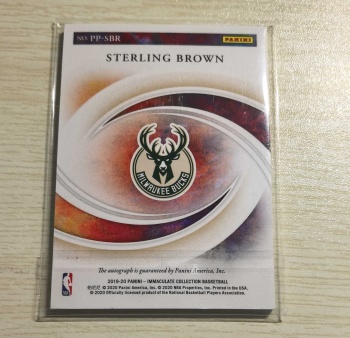 NO. PP-SBR
PANINI
STERLING BROWN
MILWAUKEE BUCKS
The autograph is guaranteed by Panini America, Inc.
2019-20 PANINI – IMMACULATE COLLECTION BASKETBALL
© 2020 Panini America, Inc. © 2020 NBA Properties, Inc. Printed in the USA.
© 2020 Officially licensed product of the National Basketball Players Association.